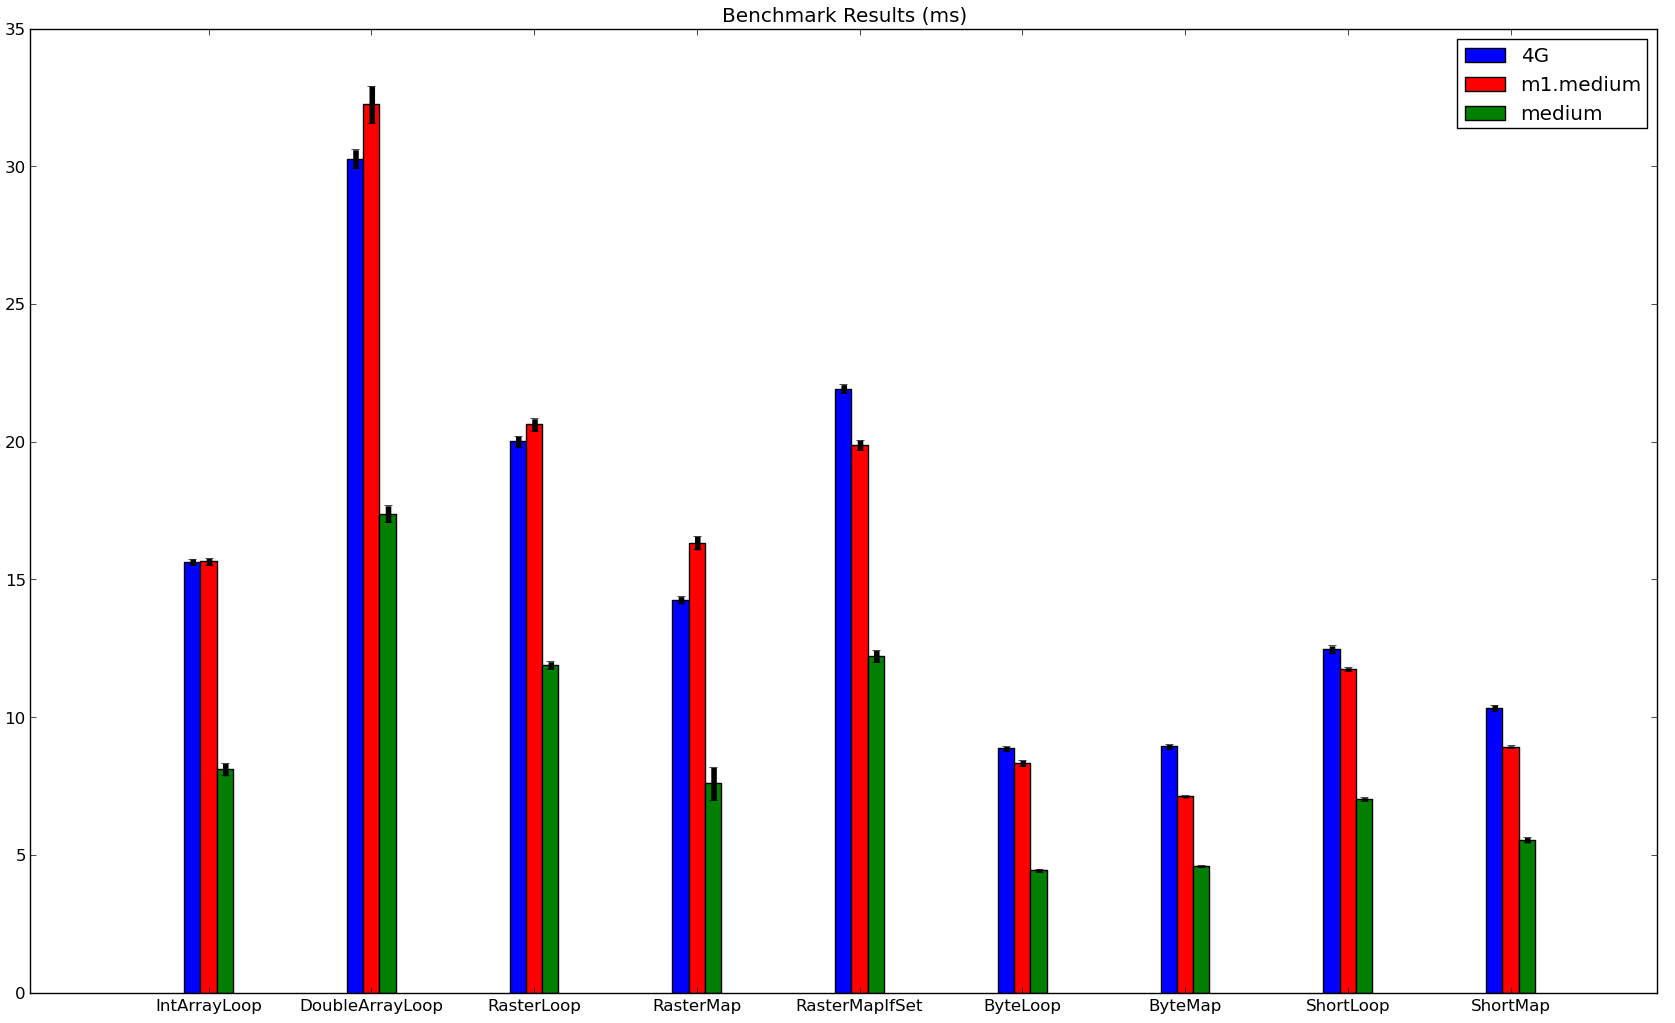 Benchmark Results (ms)
35
30
25
20
15
10
5
0
4G
m1.medium
medium
IntArrayLoop DoubleArrayLoop RasterLoop RasterMap RasterMapIfSet ByteLoop ByteMap ShortLoop ShortMap